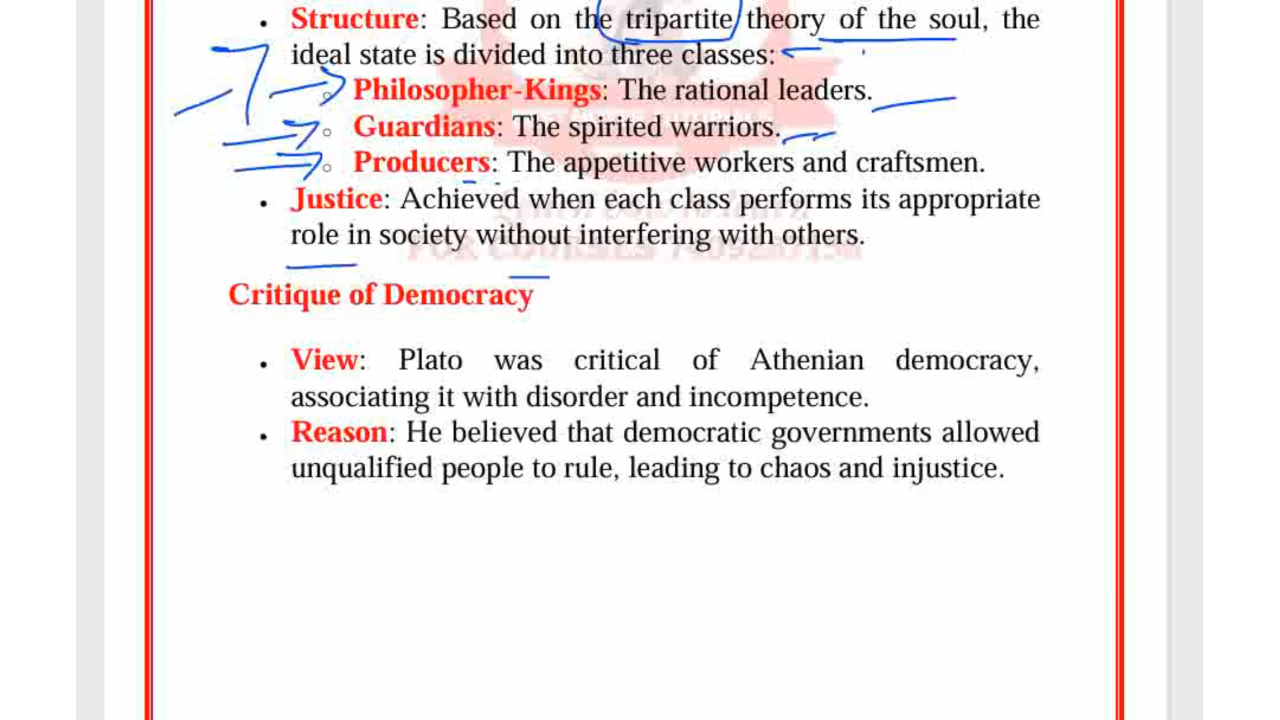 • Structure: Based on the tripartite theory of the soul, the
ideal state is divided into three classes:
○ Philosopher-Kings: The rational leaders.
○ Guardians: The spirited warriors.
○ Producers: The appetitive workers and craftsmen.
• Justice: Achieved when each class performs its appropriate
role in society without interfering with others.
Critique of Democracy
• View: Plato was critical of Athenian democracy,
associating it with disorder and incompetence.
• Reason: He believed that democratic governments allowed
unqualified people to rule, leading to chaos and injustice.